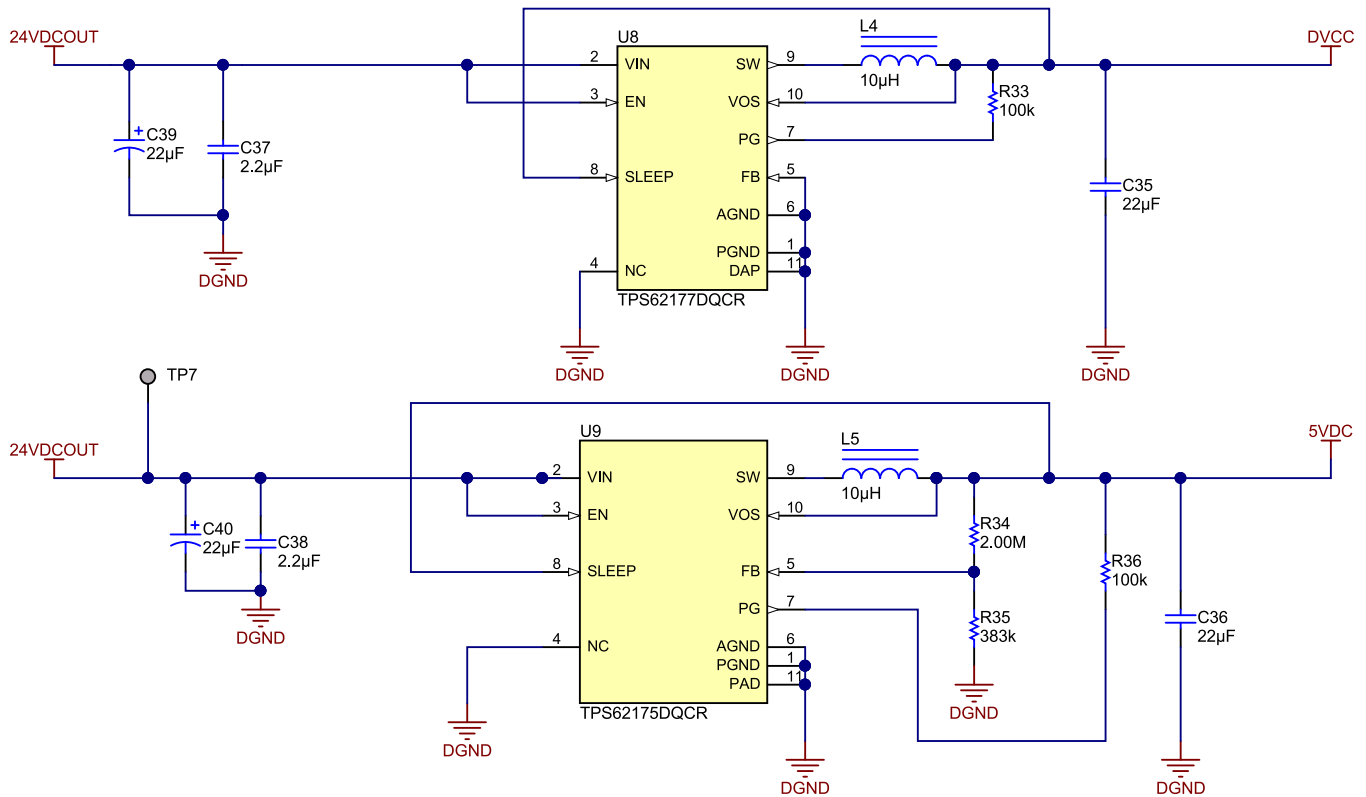 24VDCOUT
U8
L4
DVCC
2 VIN SW 9
10µH
R33
100k
3 EN VOS 10
C39
22µF
C37
2.2µF
PG 7
8 SLEEP FB 5
C35
22µF
AGND 6
PGND 1
4 NC DAP 11
TPS62177DQCR
DGND
DGND
DGND
DGND
TP7
24VDCOUT
U9
L5
5VDC
2 VIN SW 9
10µH
3 EN VOS 10
C40
22µF
C38
2.2µF
R34
2.00M
8 SLEEP FB 5
R36
100k
PG 7
R35
383k
C36
22µF
4 NC AGND 6
PGND 1
PAD 11
TPS62175DQCR
DGND
DGND
DGND
DGND
DGND